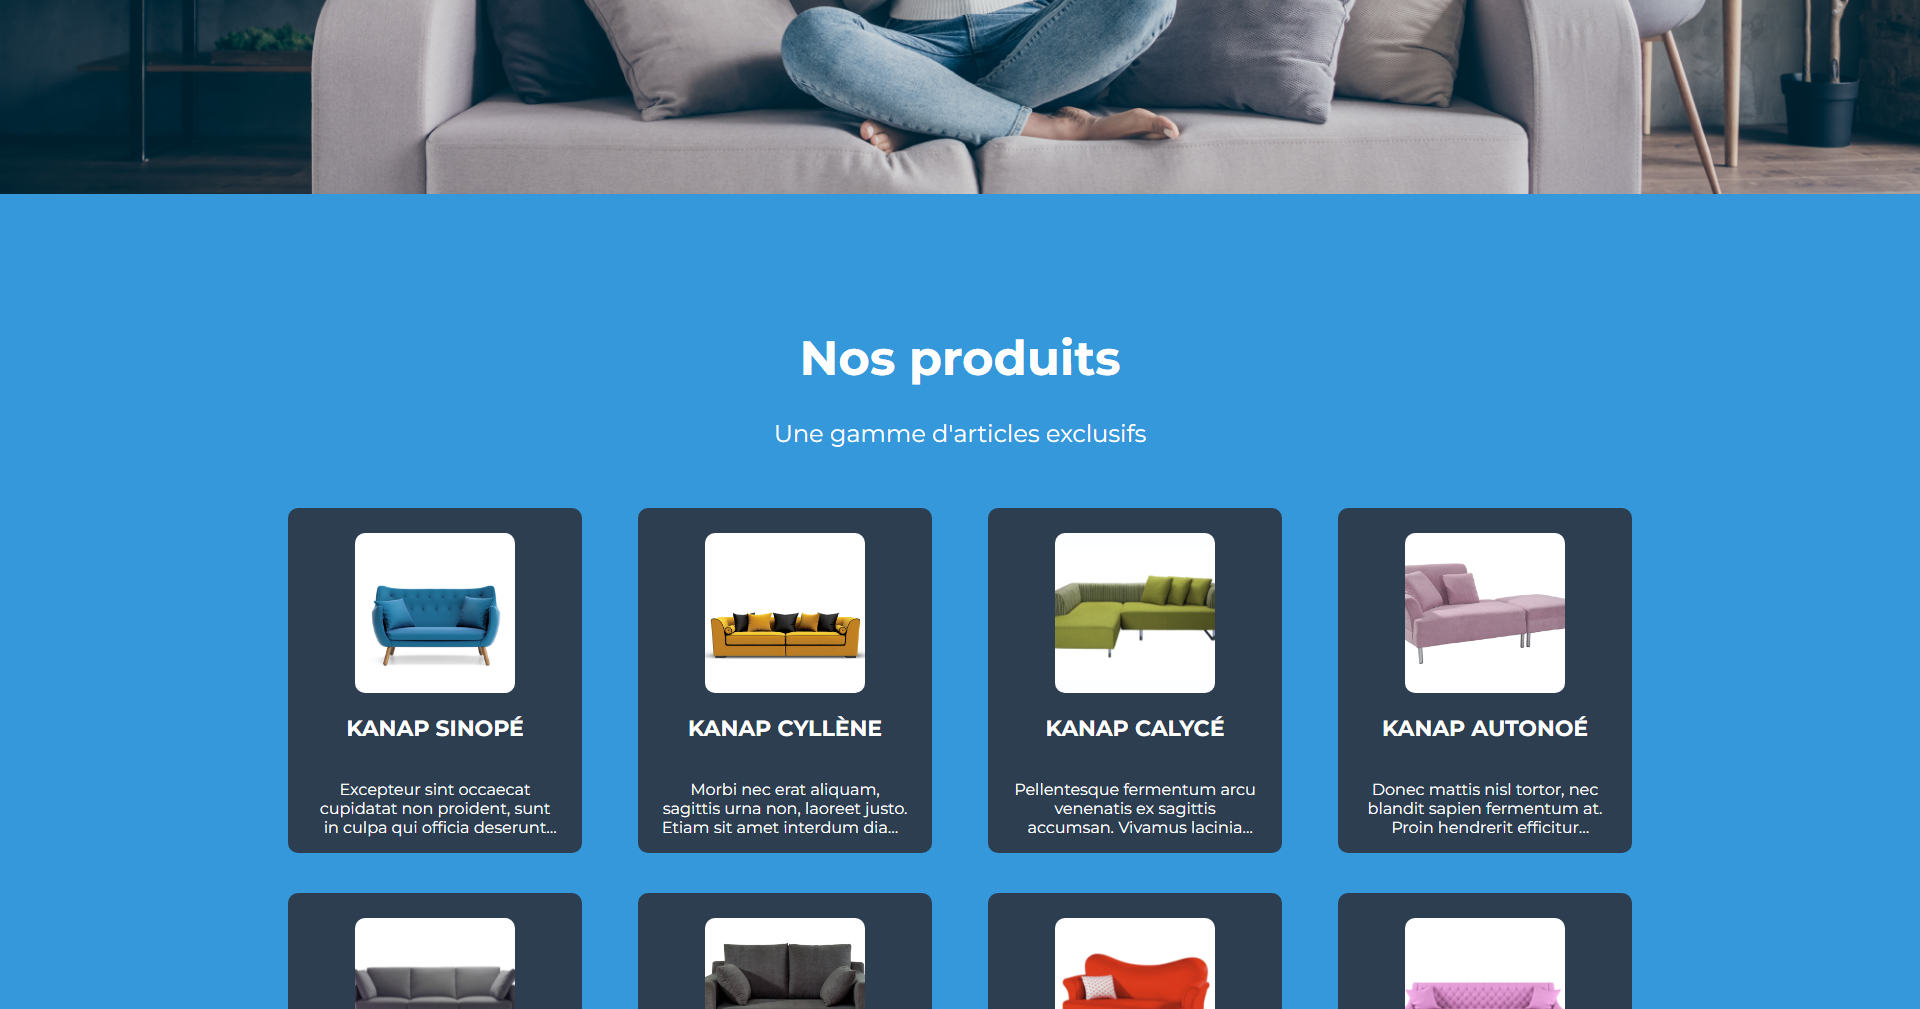 Nos produits
Une gamme d'articles exclusifs
KANAP SINOPÉ
Excepteur sint occaecat
cupidatat non proident, sunt
in culpa qui officia deserunt...
KANAP CYLLÈNE
Morbi nec erat aliquam,
sagittis urna non, laoreet justo.
Etiam sit amet interdum dia...
KANAP CALYCÉ
Pellentesque fermentum arcu
venenatis ex sagittis
accumsan. Vivamus lacinia...
KANAP AUTONOÉ
Donec mattis nisl tortor, nec
blandit sapien fermentum at.
Proin hendrerit efficitur...